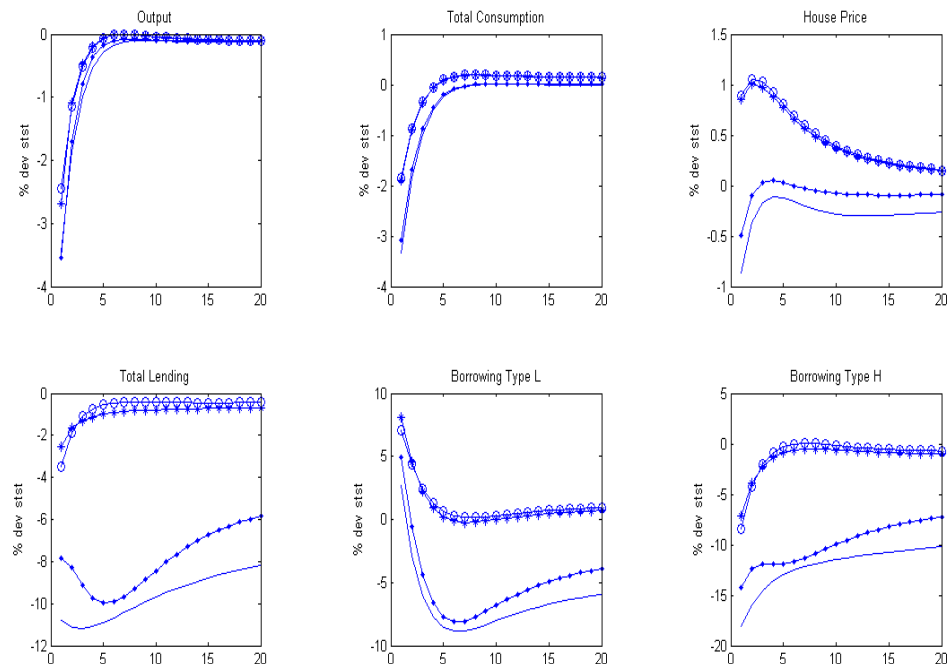 Output
Total Consumption
House Price
0
-1
-2
-3
-4
% dev stst
0 5 10 15 20
1
0
-1
-2
-3
-4
% dev stst
0 5 10 15 20
1.5
1
0.5
0
-0.5
-1
% dev stst
0 5 10 15 20
Total Lending
Borrowing Type L
Borrowing Type H
0
-2
-4
-6
-8
-10
-12
% dev stst
0 5 10 15 20
10
5
0
-5
-10
% dev stst
0 5 10 15 20
5
0
-5
-10
-15
-20
% dev stst
0 5 10 15 20